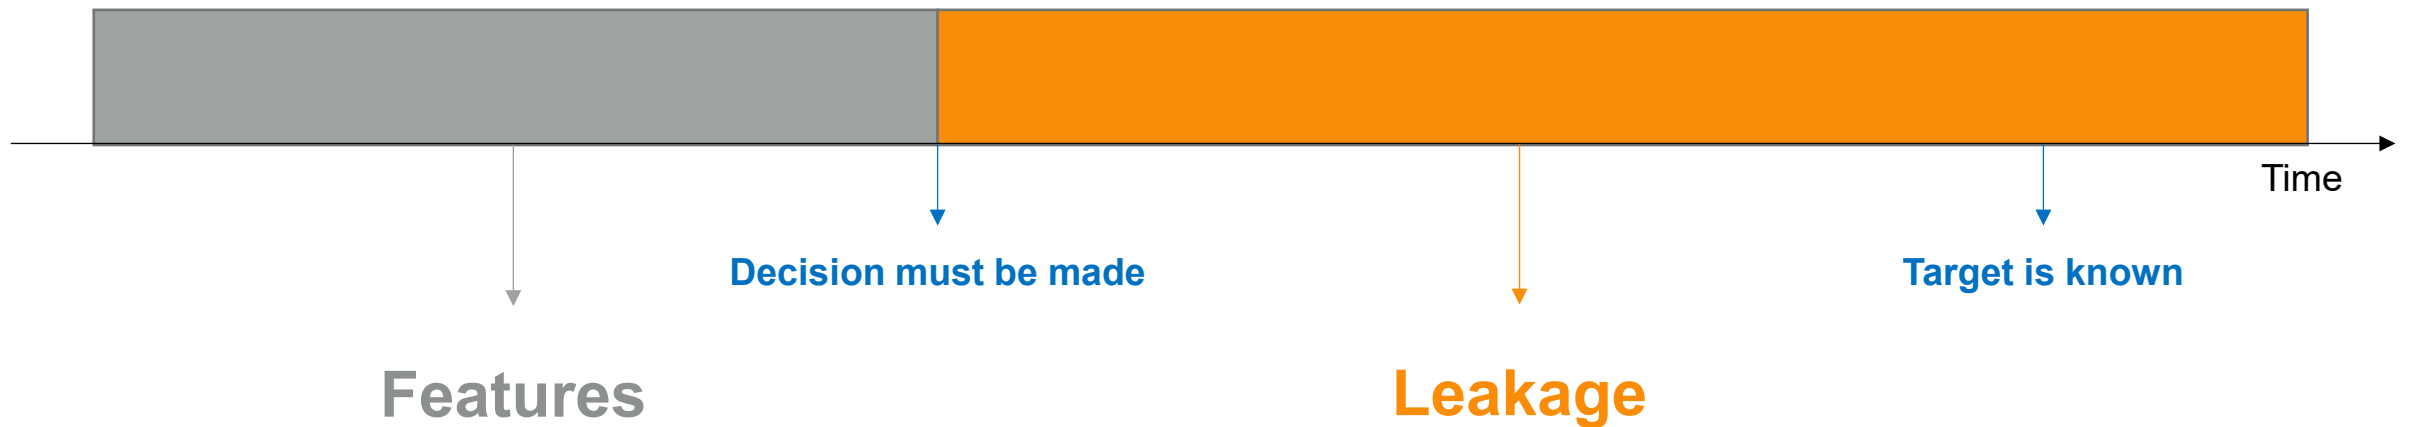 Time
Decision must be made
Target is known
Features
Leakage